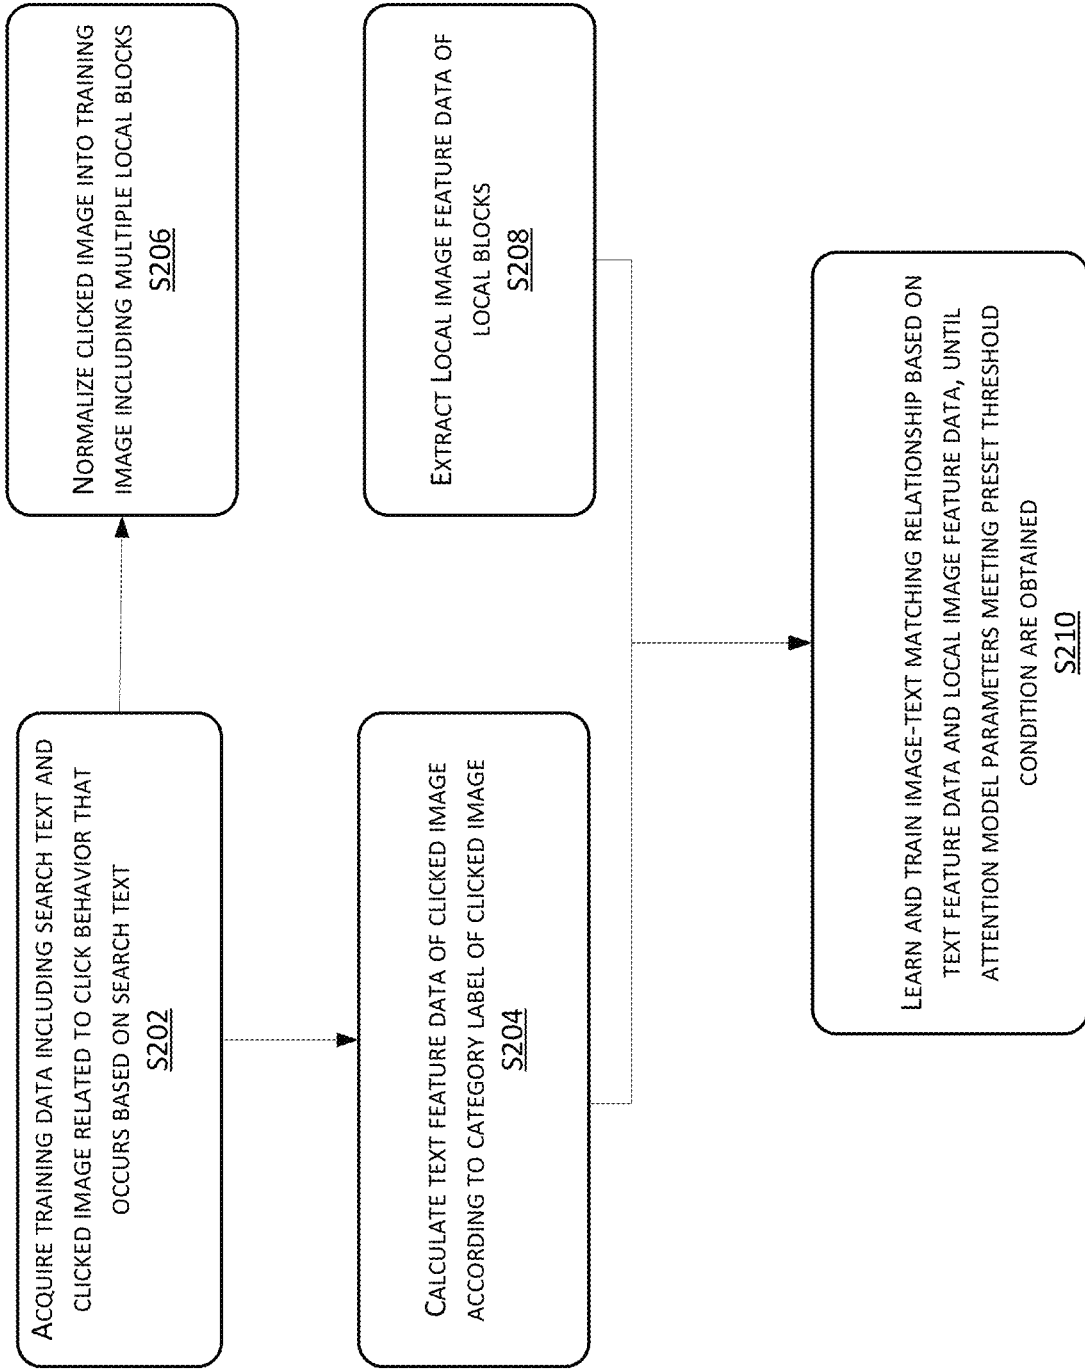 ACQUIRE TRAINING DATA INCLUDING SEARCH TEXT AND
CLICKED IMAGE RELATED TO CLICK BEHAVIOR THAT
OCCURS BASED ON SEARCH TEXT
S202
NORMALIZE CLICKED IMAGE INTO TRAINING
IMAGE INCLUDING MULTIPLE LOCAL BLOCKS
S206
CALCULATE TEXT FEATURE DATA OF CLICKED IMAGE
ACCORDING TO CATEGORY LABEL OF CLICKED IMAGE
S204
EXTRACT LOCAL IMAGE FEATURE DATA OF
LOCAL BLOCKS
S208
LEARN AND TRAIN IMAGE-TEXT MATCHING RELATIONSHIP BASED ON
TEXT FEATURE DATA AND LOCAL IMAGE FEATURE DATA, UNTIL
ATTENTION MODEL PARAMETERS MEETING PRESET THRESHOLD
CONDITION ARE OBTAINED
S210